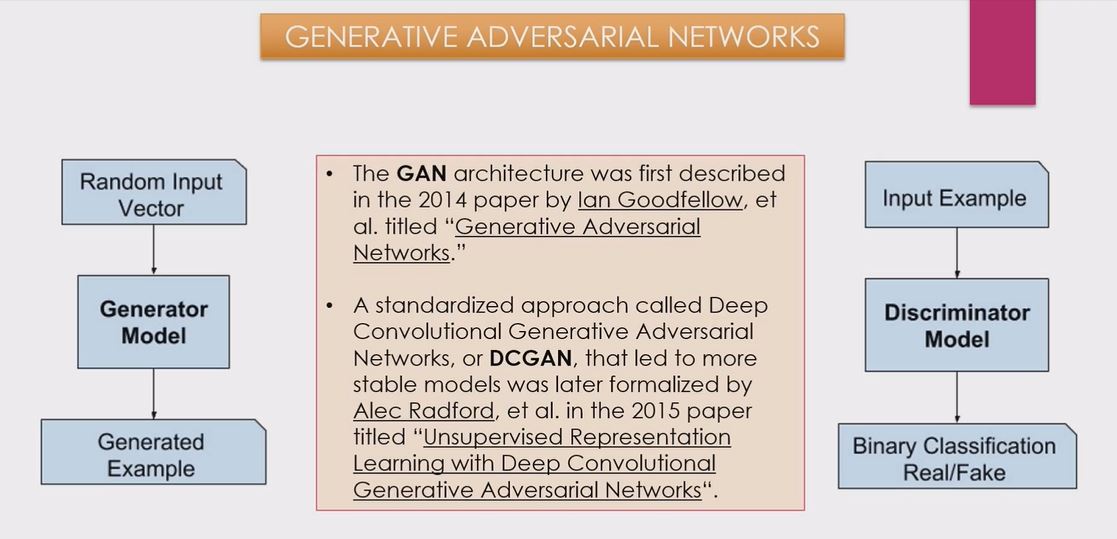 GENERATIVE ADVERSARIAL NETWORKS
Random Input
Vector
Generator
Model
Generated
Example
• The GAN architecture was first described
in the 2014 paper by Ian Goodfellow, et
al. titled “Generative Adversarial
Networks.”
• A standardized approach called Deep
Convolutional Generative Adversarial
Networks, or DCGAN, that led to more
stable models was later formalized by
Alec Radford, et al. in the 2015 paper
titled “Unsupervised Representation
Learning with Deep Convolutional
Generative Adversarial Networks“.
Input Example
Discriminator
Model
Binary Classification
Real/Fake